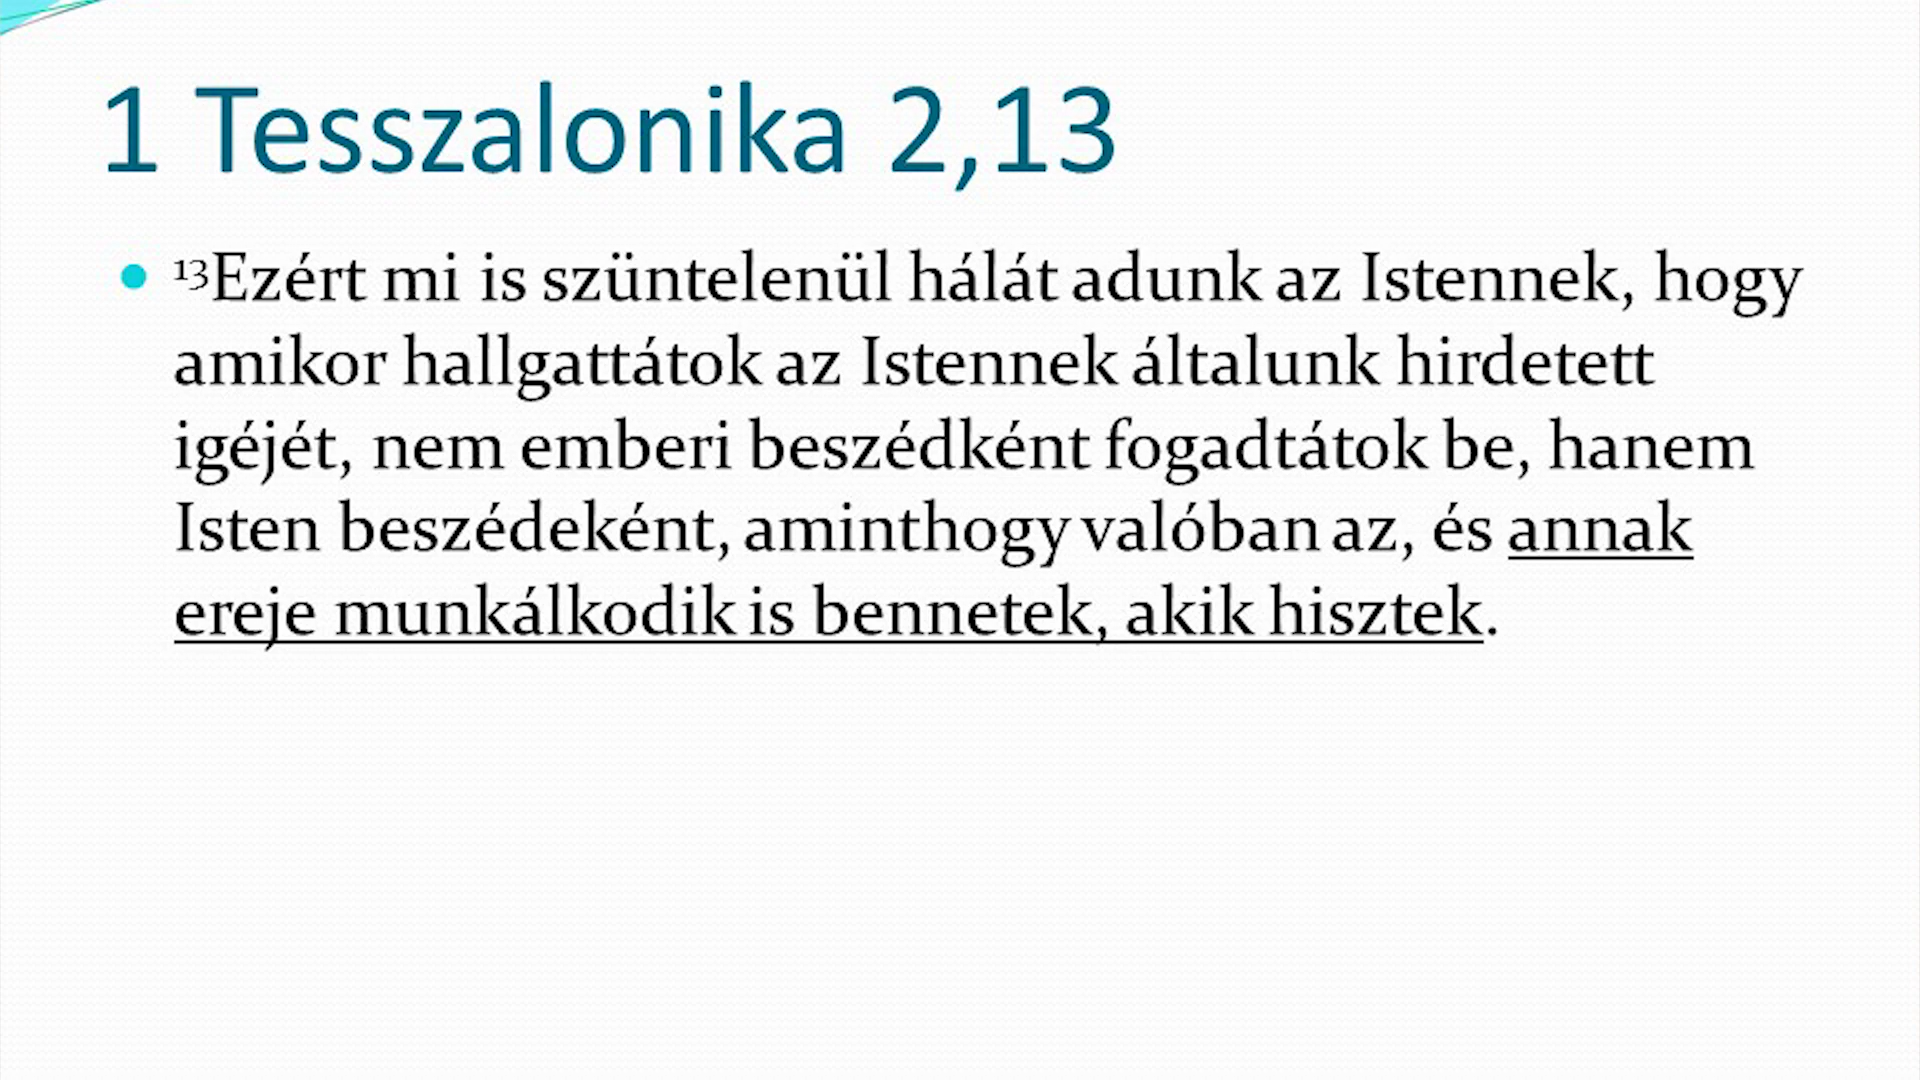 1 Tesszalonika 2,13
• ¹³Ezért mi is szüntelenül hálát adunk az Istennek, hogy
amikor hallgattátok az Istennek általunk hirdetett
igéjét, nem emberi beszédként fogadtátok be, hanem
Isten beszédeként, aminthogy valóban az, és annak
ereje munkálkodik is bennetek, akik hisztek.